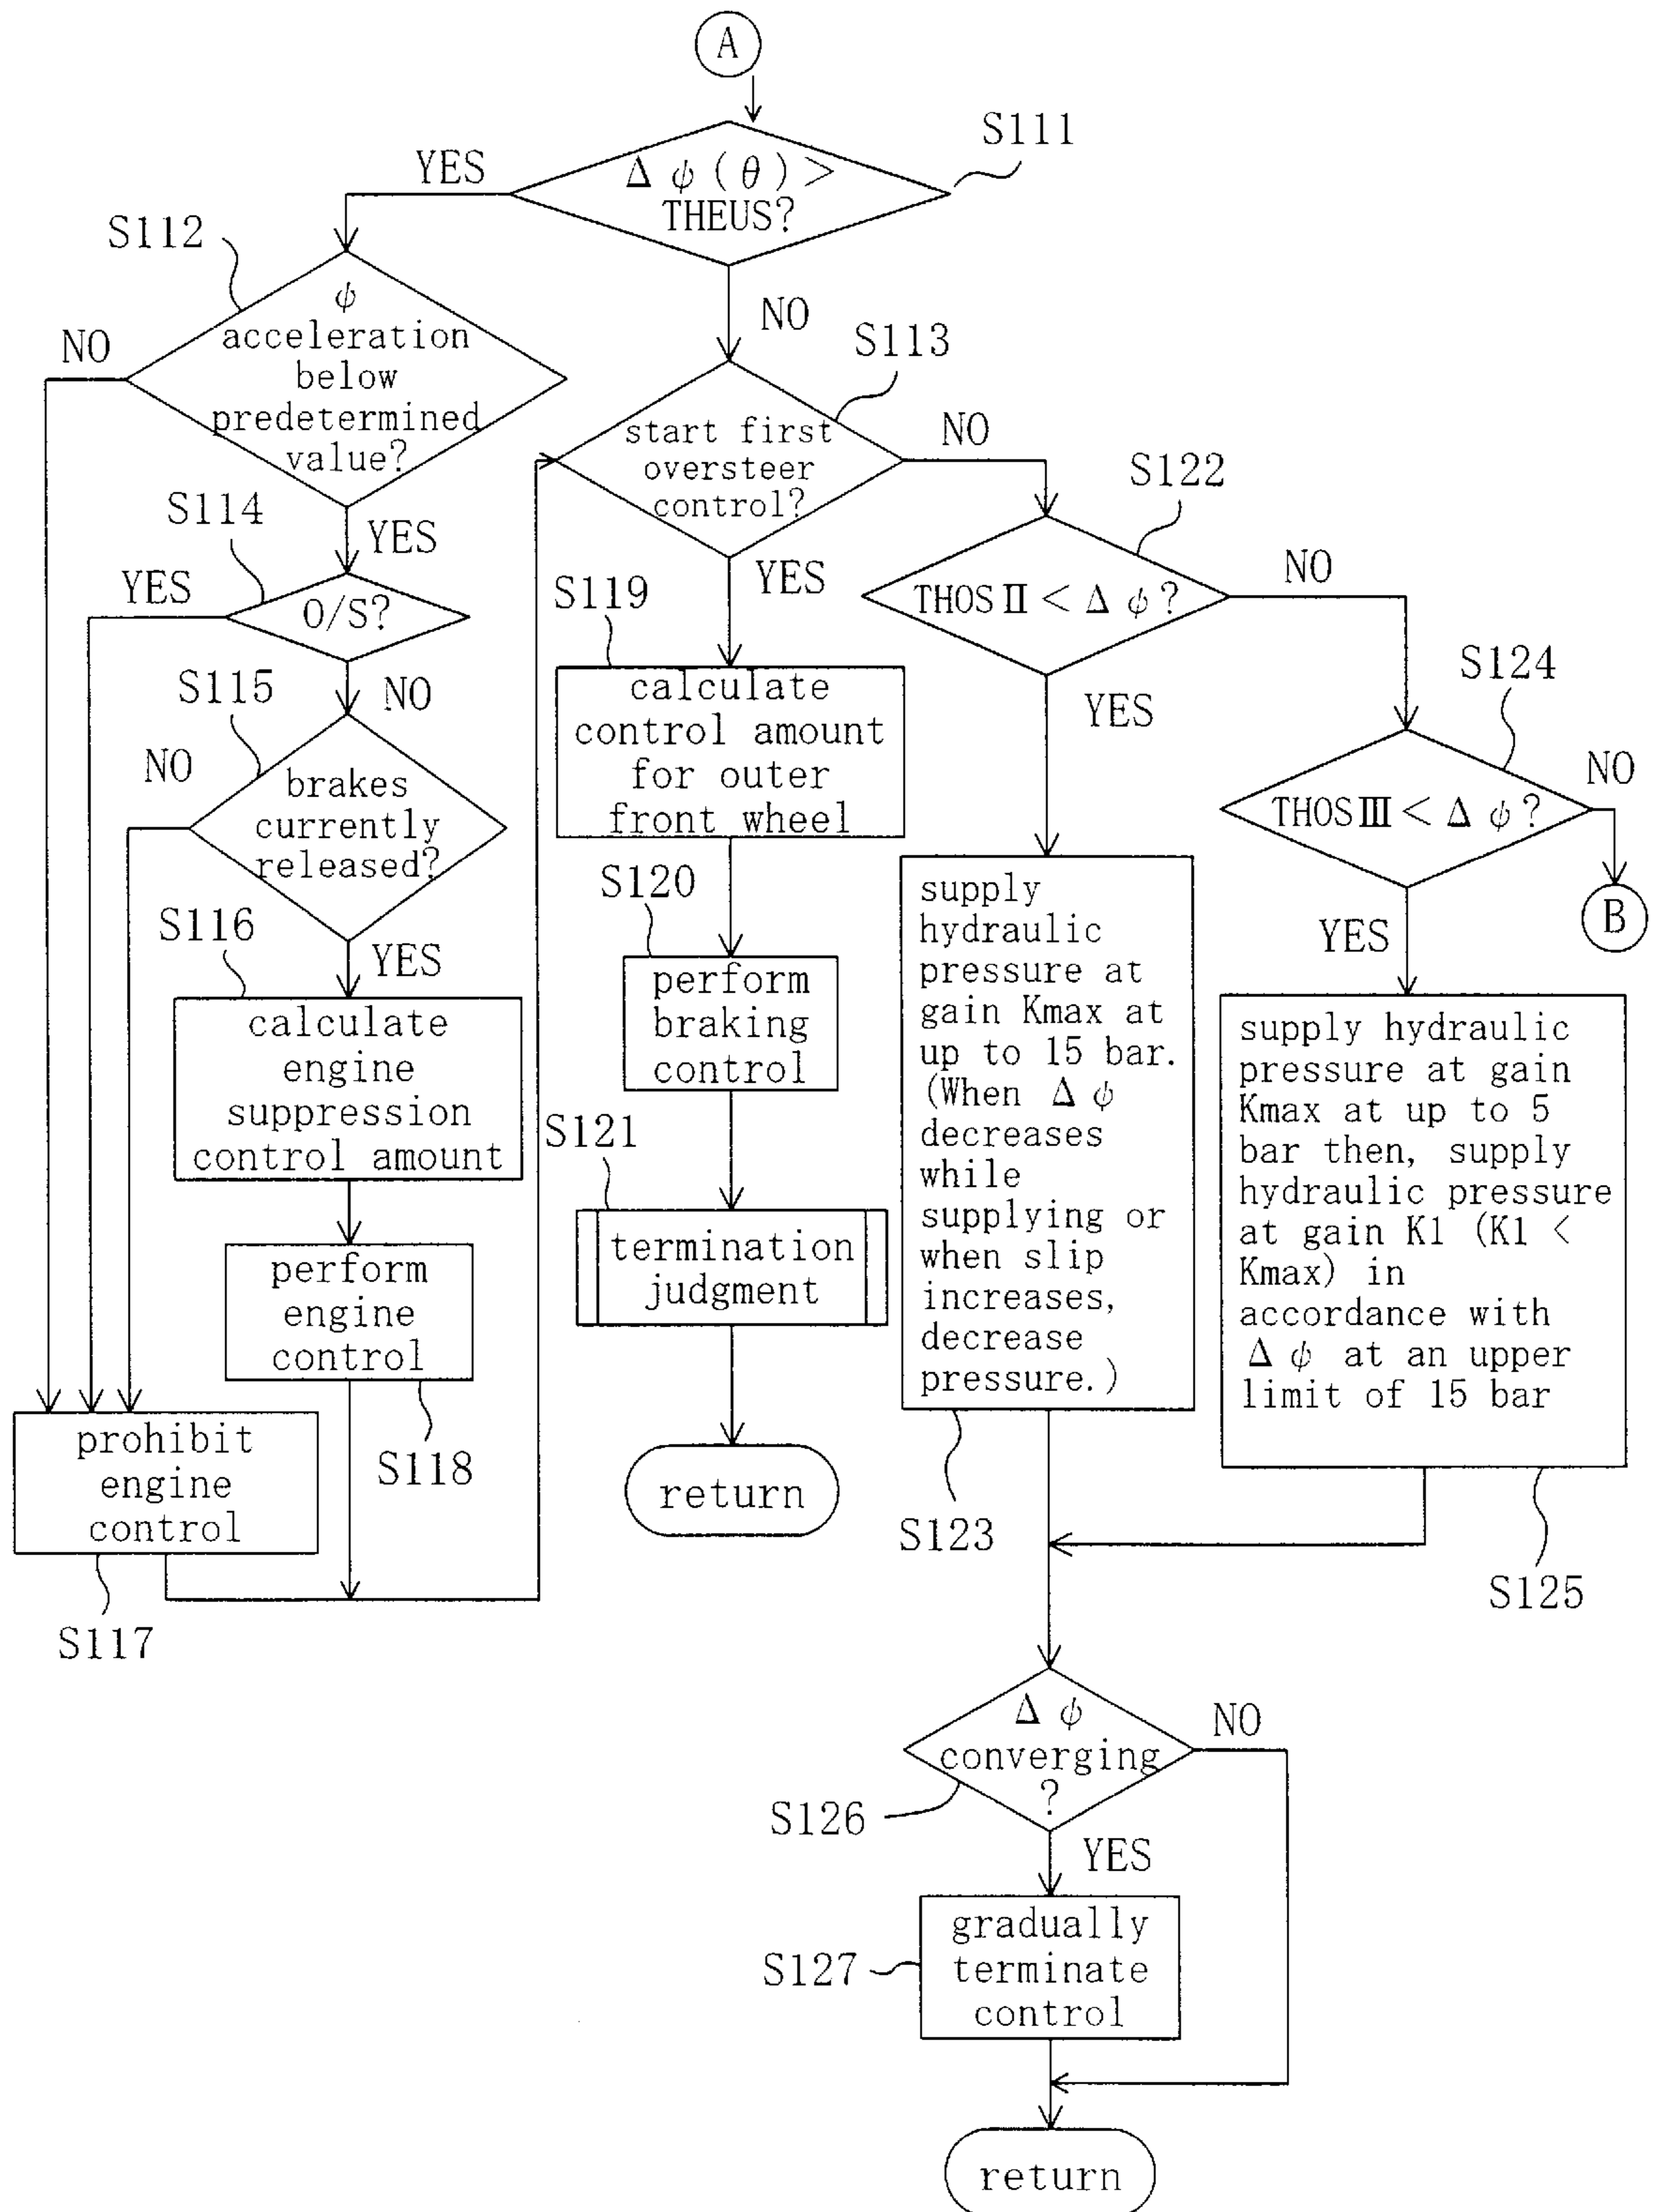 A
S111
Δ ψ ( θ ) >
THEUS?
YES
NO
S112
ψ
acceleration
below
predetermined
value?
NO
YES
S113
start first
oversteer
control?
NO
YES
S114
O/S?
YES
NO
S115
brakes
currently
released?
NO
YES
S116
calculate
engine
suppression
control amount
perform
engine
control
S118
prohibit
engine
control
S117
S119
calculate
control amount
for outer
front wheel
S120
perform
braking
control
S121
termination
judgment
return
S122
THOS Ⅱ < Δ ψ ?
NO
YES
supply
hydraulic
pressure at
gain Kmax at
up to 15 bar.
(When Δ ψ
decreases
while
supplying or
when slip
increases,
decrease
pressure.)
S123
S124
THOS Ⅲ < Δ ψ ?
NO
B
YES
supply hydraulic
pressure at gain
Kmax at up to 5
bar then, supply
hydraulic pressure
at gain K1 (K1 <
Kmax) in
accordance with
Δ ψ at an upper
limit of 15 bar
S125
Δ ψ
converging
?
NO
S126
YES
gradually
terminate
control
S127
return